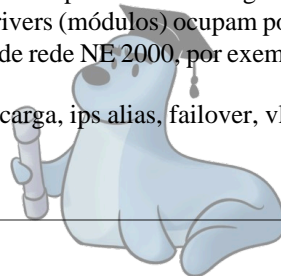 rivers (módulos) ocupam po
de rede NE 2000, por exem
carga, ips alias, failover, vl